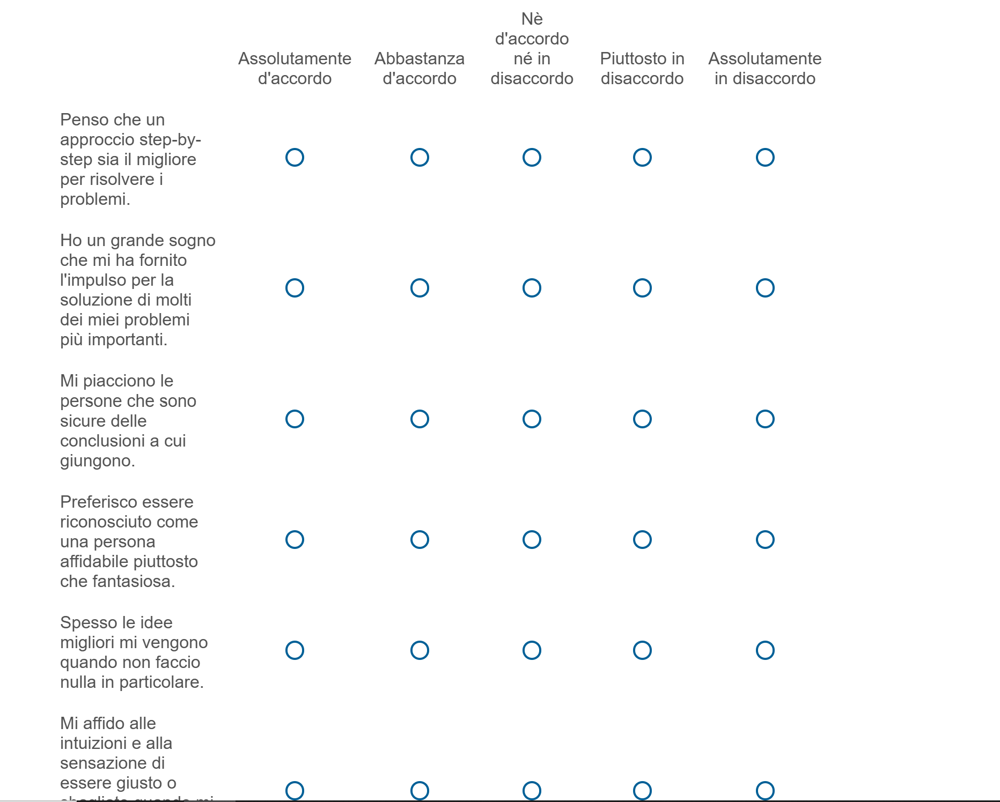 Assolutamente d'accordo
Abbastanza d'accordo
Nè d'accordo né in disaccordo
Piuttosto in disaccordo
Assolutamente in disaccordo
Penso che un
approccio step-by-
step sia il migliore
per risolvere i
problemi.
Ho un grande sogno
che mi ha fornito
l'impulso per la
soluzione di molti
dei miei problemi
più importanti.
Mi piacciono le
persone che sono
sicure delle
conclusioni a cui
giungono.
Preferisco essere
riconosciuto come
una persona
affidabile piuttosto
che fantasiosa.
Spesso le idee
migliori mi vengono
quando non faccio
nulla in particolare.
Mi affido alle
intuizioni e alla
sensazione di
essere giusto o
sbagliato quando mi